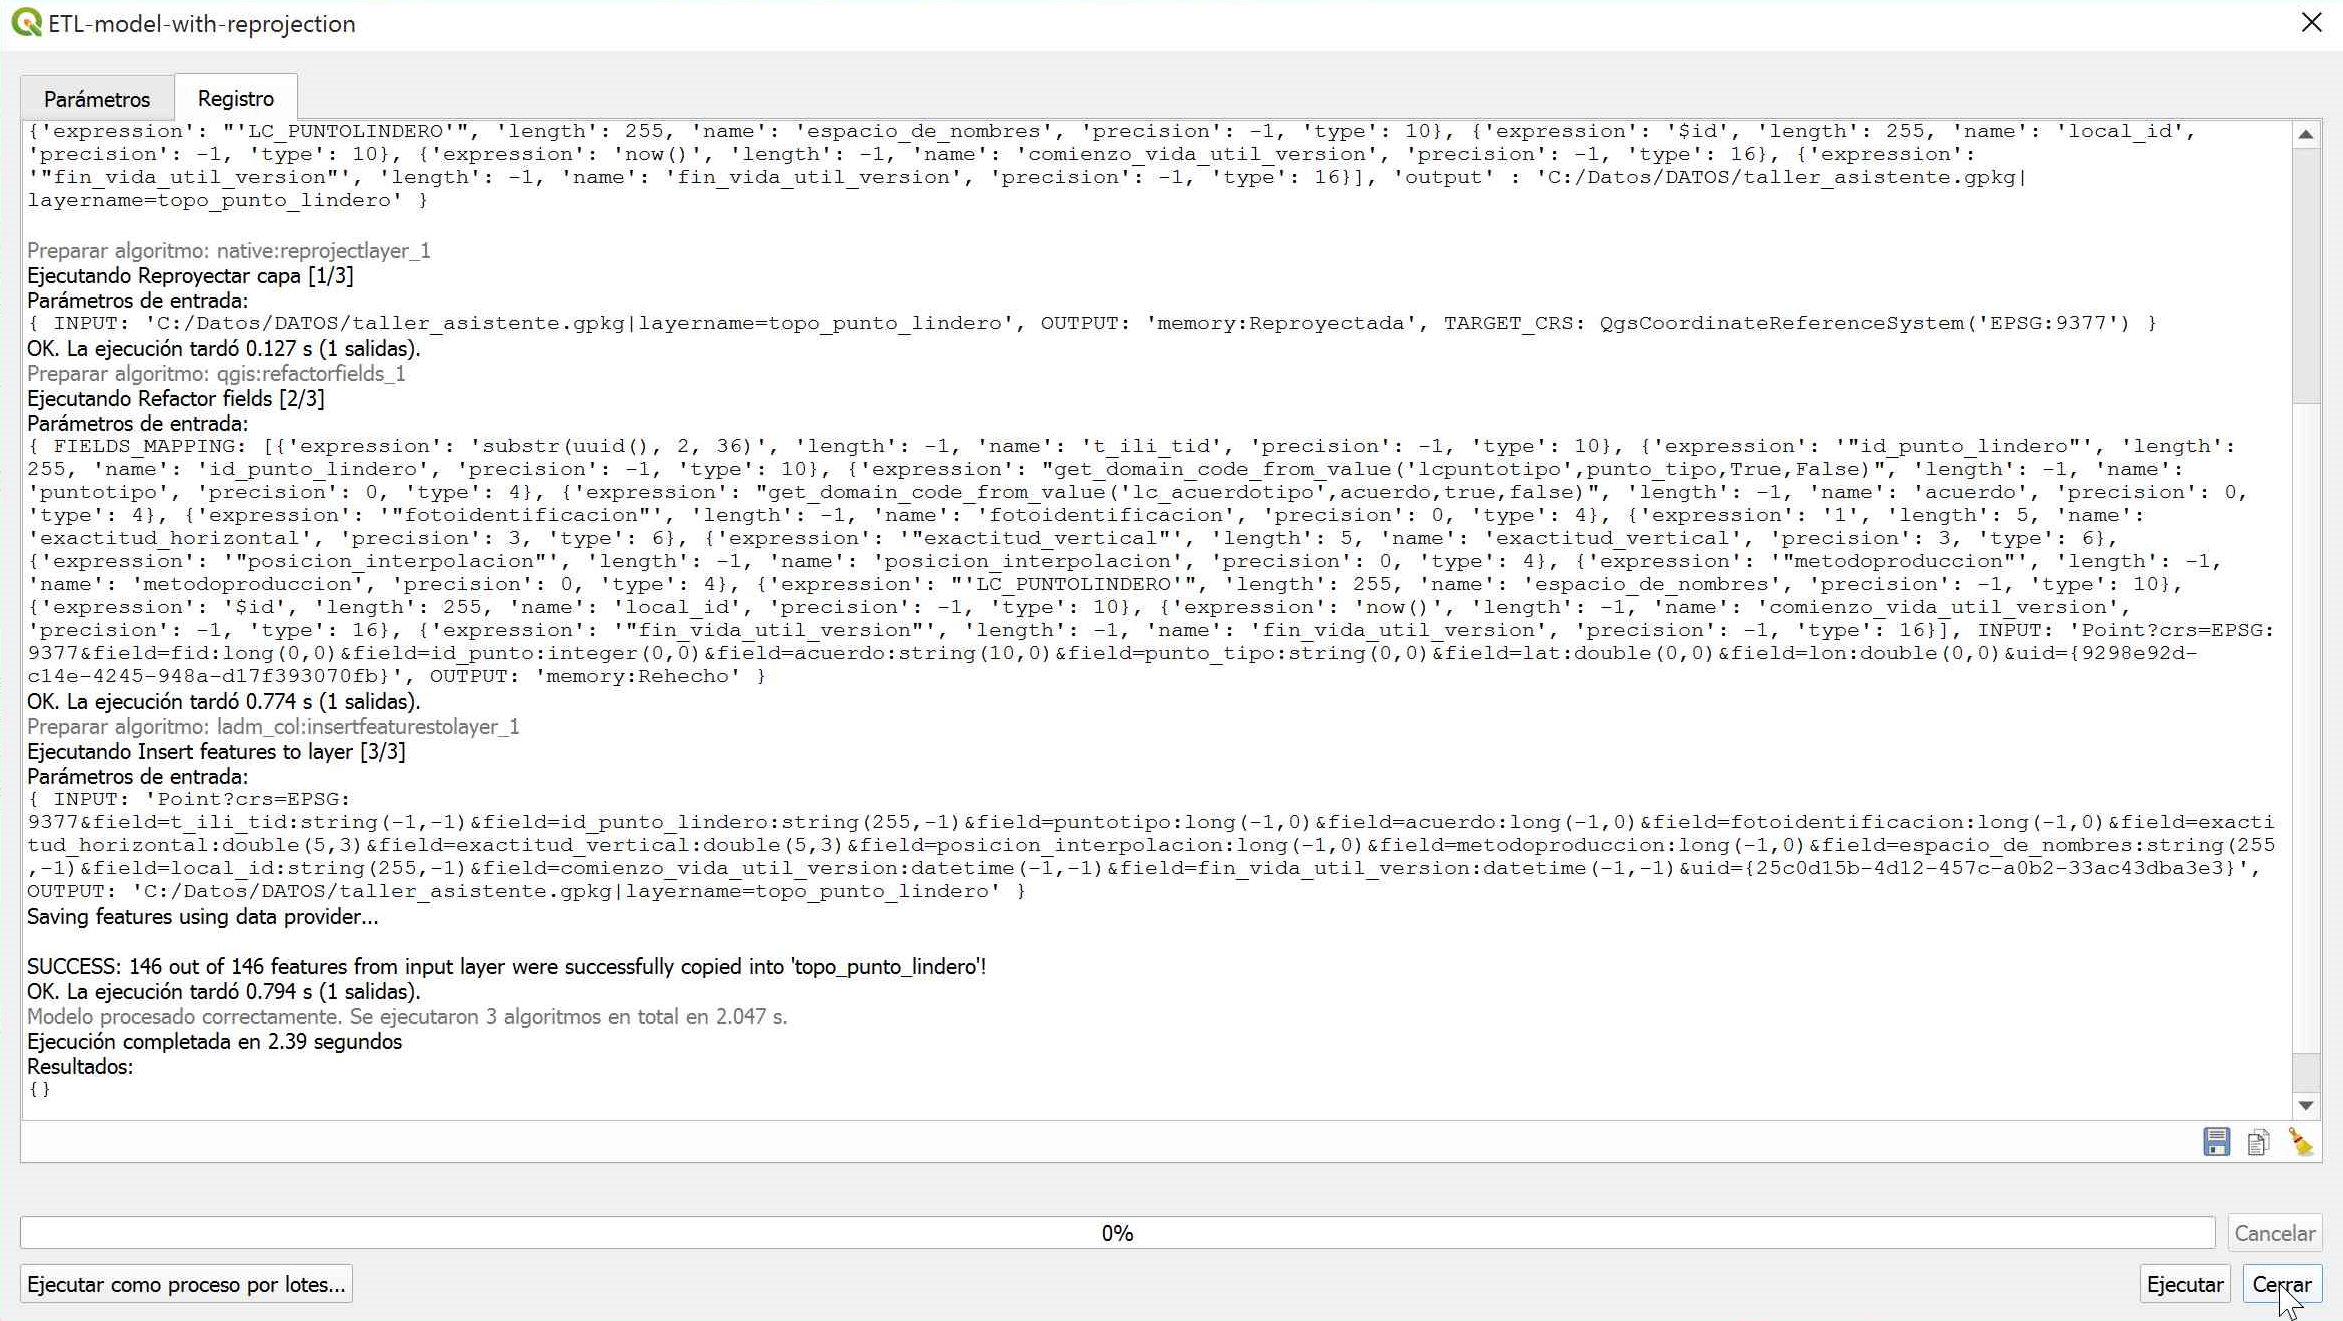 ETL-model-with-reprojection
Parámetros
Registro
{'expression': "'LC_PUNTOLINDERO'", 'length': 255, 'name': 'espacio_de_nombres', 'precision': -1, 'type': 10}, {'expression': '$id', 'length': 255, 'name': 'local_id',
'precision': -1, 'type': 10}, {'expression': 'now()', 'length': -1, 'name': 'comienzo_vida_util_version', 'precision': -1, 'type': 16}, {'expression':
'"fin_vida_util_version"', 'length': -1, 'name': 'fin_vida_util_version', 'precision': -1, 'type': 16}], 'output' : 'C:/Datos/DATOS/taller_asistente.gpkg|
layername=topo_punto_lindero' }
Preparar algoritmo: native:reprojectlayer_1
Ejecutando Reproyectar capa [1/3]
Parámetros de entrada:
{ INPUT: 'C:/Datos/DATOS/taller_asistente.gpkg|layername=topo_punto_lindero', OUTPUT: 'memory:Reproyectada', TARGET_CRS: QgsCoordinateReferenceSystem('EPSG:9377') }
OK. La ejecución tardó 0.127 s (1 salidas).
Preparar algoritmo: qgis:refactorfields_1
Ejecutando Refactor fields [2/3]
Parámetros de entrada:
{ FIELDS_MAPPING: [{'expression': 'substr(uuid(), 2, 36)', 'length': -1, 'name': 't_ili_tid', 'precision': -1, 'type': 10}, {'expression': '"id_punto_lindero"', 'length':
255, 'name': 'id_punto_lindero', 'precision': -1, 'type': 10}, {'expression': "get_domain_code_from_value('lcpuntotipo',punto_tipo,True,False)", 'length': -1, 'name':
'puntotipo', 'precision': 0, 'type': 4}, {'expression': "get_domain_code_from_value('lc_acuerdotipo',acuerdo,true,false)", 'length': -1, 'name': 'acuerdo', 'precision': 0,
'type': 4}, {'expression': '"fotoidentificacion"', 'length': -1, 'name': 'fotoidentificacion', 'precision': 0, 'type': 4}, {'expression': '1', 'length': 5, 'name':
'exactitud_horizontal', 'precision': 3, 'type': 6}, {'expression': '"exactitud_vertical"', 'length': 5, 'name': 'exactitud_vertical', 'precision': 3, 'type': 6},
{'expression': '"posicion_interpolacion"', 'length': -1, 'name': 'posicion_interpolacion', 'precision': 0, 'type': 4}, {'expression': '"metodoproduccion"', 'length': -1,
'name': 'metodoproduccion', 'precision': 0, 'type': 4}, {'expression': "'LC_PUNTOLINDERO'", 'length': 255, 'name': 'espacio_de_nombres', 'precision': -1, 'type': 10},
{'expression': '$id', 'length': 255, 'name': 'local_id', 'precision': -1, 'type': 10}, {'expression': 'now()', 'length': -1, 'name': 'comienzo_vida_util_version',
'precision': -1, 'type': 16}, {'expression': '"fin_vida_util_version"', 'length': -1, 'name': 'fin_vida_util_version', 'precision': -1, 'type': 16}], INPUT: 'Point?crs=EPSG:
9377&field=fid:long(0,0)&field=id_punto:integer(0,0)&field=acuerdo:string(10,0)&field=punto_tipo:string(0,0)&field=lat:double(0,0)&field=lon:double(0,0)&uid={9298e92d-
c14e-4245-948a-d17f393070fb}', OUTPUT: 'memory:Rehecho' }
OK. La ejecución tardó 0.774 s (1 salidas).
Preparar algoritmo: ladm_col:insertfeaturestolayer_1
Ejecutando Insert features to layer [3/3]
Parámetros de entrada:
{ INPUT: 'Point?crs=EPSG:
9377&field=t_ili_tid:string(-1,-1)&field=id_punto_lindero:string(255,-1)&field=puntotipo:long(-1,0)&field=acuerdo:long(-1,0)&field=fotoidentificacion:long(-1,0)&field=exacti
tud_horizontal:double(5,3)&field=exactitud_vertical:double(5,3)&field=posicion_interpolacion:long(-1,0)&field=metodoproduccion:long(-1,0)&field=espacio_de_nombres:string(255
,-1)&field=local_id:string(255,-1)&field=comienzo_vida_util_version:datetime(-1,-1)&field=fin_vida_util_version:datetime(-1,-1)&uid={25c0d15b-4d12-457c-a0b2-33ac43dba3e3}',
OUTPUT: 'C:/Datos/DATOS/taller_asistente.gpkg|layername=topo_punto_lindero' }
Saving features using data provider...
SUCCESS: 146 out of 146 features from input layer were successfully copied into 'topo_punto_lindero'!
OK. La ejecución tardó 0.794 s (1 salidas).
Modelo procesado correctamente. Se ejecutaron 3 algoritmos en total en 2.047 s.
Ejecución completada en 2.39 segundos
Resultados:
{}
0%
Cancelar
Ejecutar como proceso por lotes...
Ejecutar
Cerrar